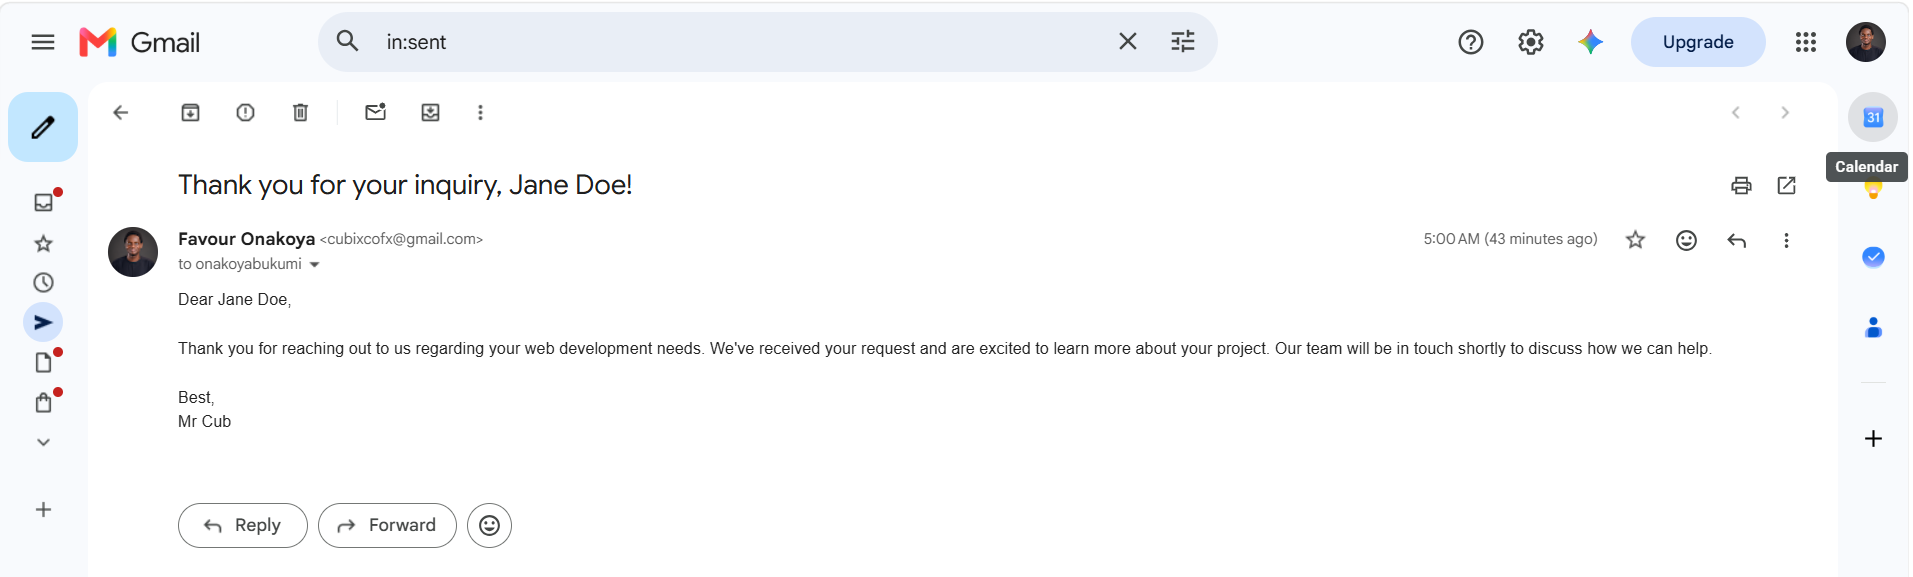 Gmail
in:sent
Upgrade
31
Calendar
Thank you for your inquiry, Jane Doe!
Favour Onakoya <cubixcofx@gmail.com>
5:00 AM (43 minutes ago)
to onakoyabukumi
Dear Jane Doe,
Thank you for reaching out to us regarding your web development needs. We've received your request and are excited to learn more about your project. Our team will be in touch shortly to discuss how we can help.
Best,
Mr Cub
Reply
Forward